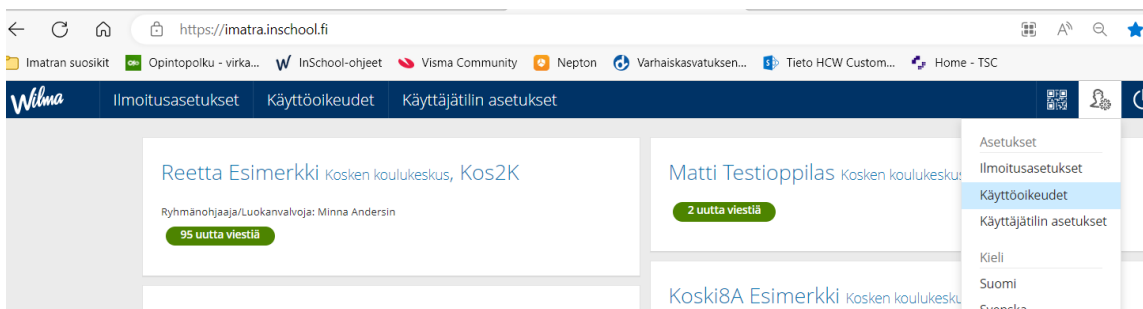 https://imatra.inschool.fi
Imatran suosikit Opintopolku - virka... InSchool-ohjeet Visma Community Nepton Varhaiskasvatuksen... Tieto HCW Custom... Home - TSC
Wilma Ilmoitusasetukset Käyttöoikeudet Käyttäjätilin asetukset
Reetta Esimerkki Kosken koulukeskus, Kos2K
Ryhmänohjaaja/Luokanvalvoja: Minna Andersin
95 uutta viestiä
Matti Testioppilas Kosken koulukeskus
2 uutta viestiä
Koski8A Esimerkki Kosken koulukesku
Asetukset
Ilmoitusasetukset
Käyttöoikeudet
Käyttäjätilin asetukset
Kieli
Suomi
Svenska